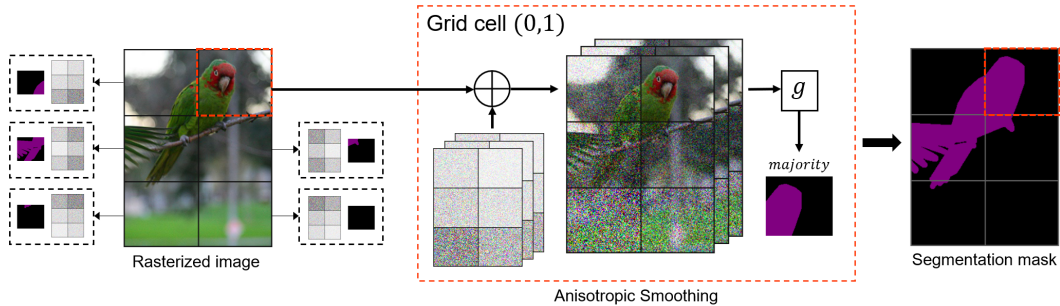 Grid cell (0,1)
g
majority
Rasterized image
Segmentation mask
Anisotropic Smoothing